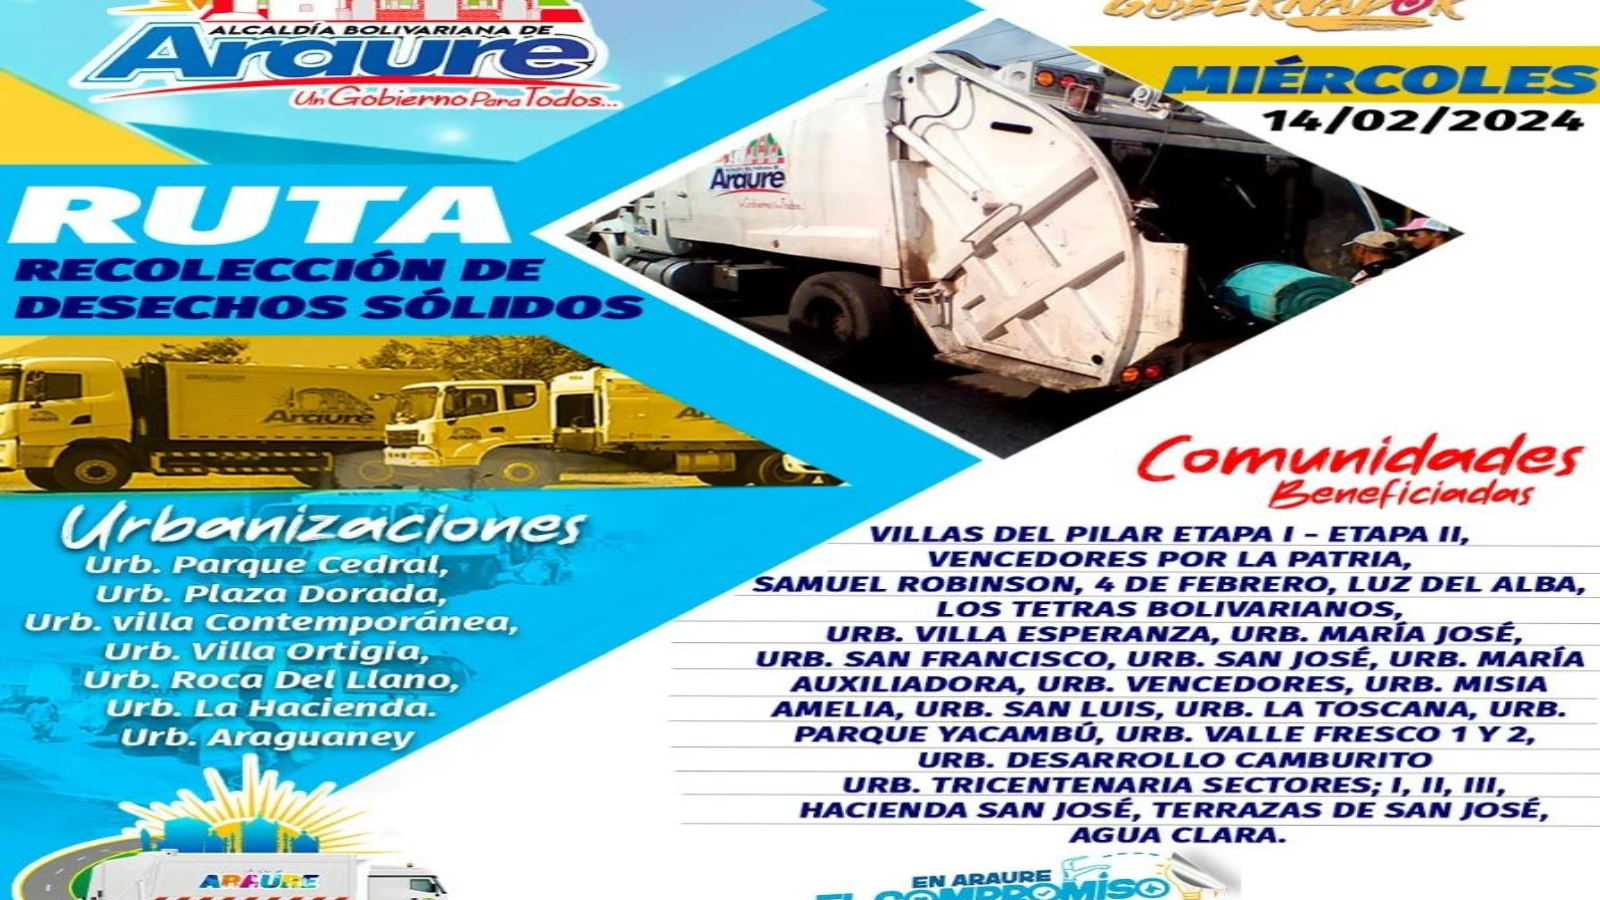 ALCALDÍA BOLIVARIANA DE
Araure
Un Gobierno Para Todos...
GOBERNADOR
MIÉRCOLES
14/02/2024
RUTA
RECOLECCIÓN DE
DESECHOS SÓLIDOS
Araure
Araure
Araure
Urbanizaciones
Urb. Parque Cedral,
Urb. Plaza Dorada,
Urb. villa Contemporánea,
Urb. Villa Ortigia,
Urb. Roca Del Llano,
Urb. La Hacienda.
Urb. Araguaney
Comunidades
Beneficiadas
VILLAS DEL PILAR ETAPA I - ETAPA II,
VENCEDORES POR LA PATRIA,
SAMUEL ROBINSON, 4 DE FEBRERO, LUZ DEL ALBA,
LOS TETRAS BOLIVARIANOS,
URB. VILLA ESPERANZA, URB. MARÍA JOSÉ,
URB. SAN FRANCISCO, URB. SAN JOSÉ, URB. MARÍA
AUXILIADORA, URB. VENCEDORES, URB. MISIA
AMELIA, URB. SAN LUIS, URB. LA TOSCANA, URB.
PARQUE YACAMBÚ, URB. VALLE FRESCO 1 Y 2,
URB. DESARROLLO CAMBURITO
URB. TRICENTENARIA SECTORES; I, II, III,
HACIENDA SAN JOSÉ, TERRAZAS DE SAN JOSÉ,
AGUA CLARA.
ARAURE
EN ARAURE
EL COMPROMISO